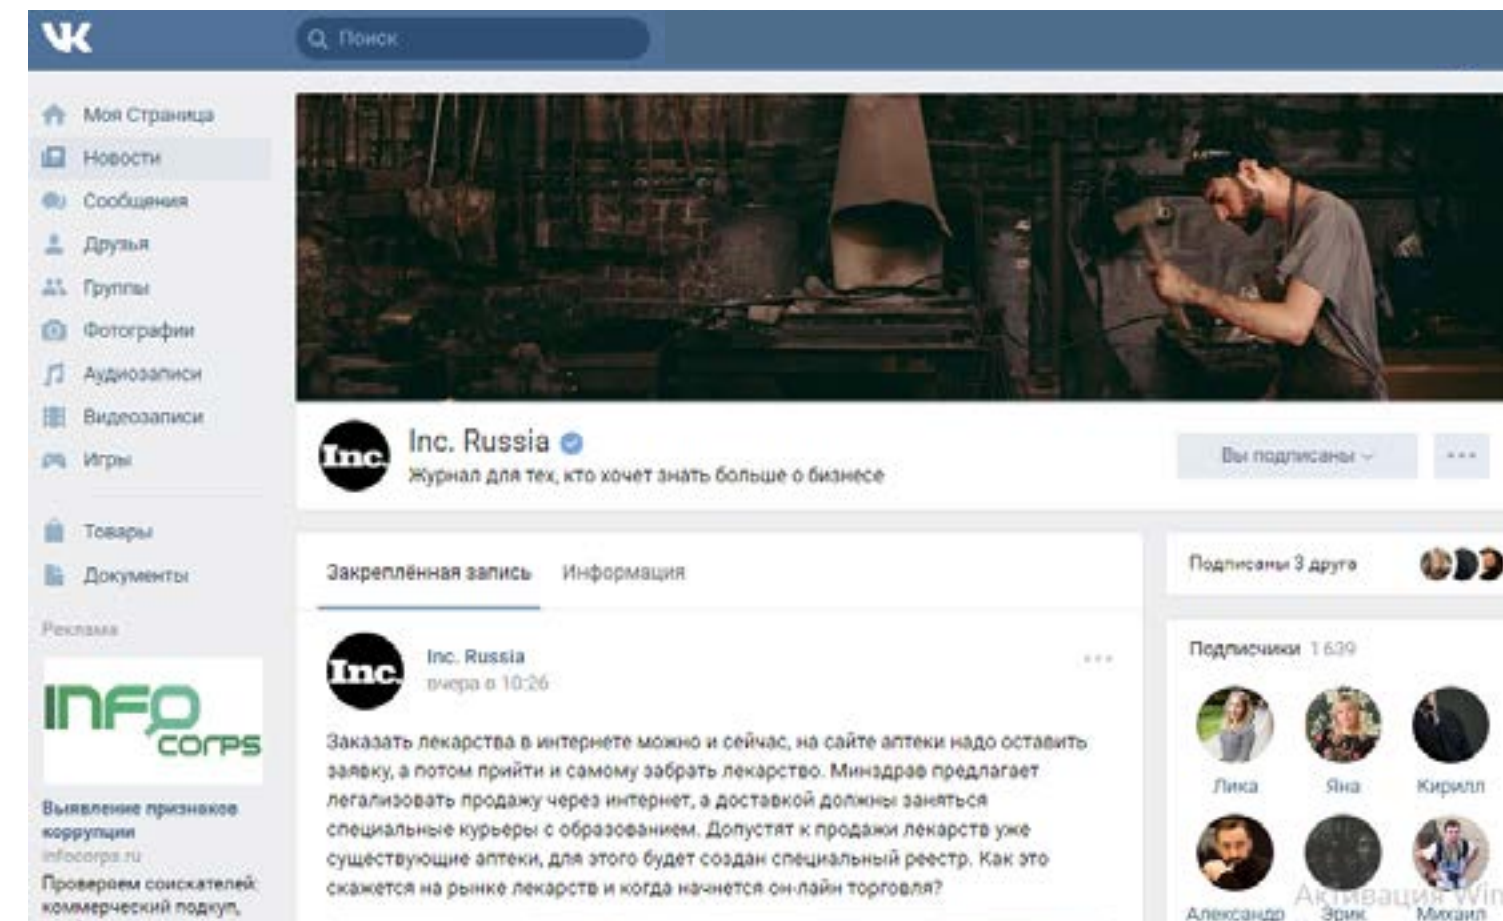 VK
Поиск
Моя Страница
Новости
Сообщения
Друзья
Группы
Фотографии
Аудиозаписи
Видеозаписи
Игры
Товары
Документы
Реклама
INFO
corps
Выявление признаков
коррупции
infocorps.ru
Проверяем соискателей:
коммерческий подкуп,
Inc.
Inc. Russia
Журнал для тех, кто хочет знать больше о бизнесе
Вы подписаны
Закреплённая запись Информация
Inc.
Inc. Russia
вчера в 10:26
Заказать лекарства в интернете можно и сейчас, на сайте аптеки надо оставить
заявку, а потом прийти и самому забрать лекарство. Минздрав предлагает
легализовать продажу через интернет, а доставкой должны заняться
специальные курьеры с образованием. Допустят к продажи лекарств уже
существующие аптеки, для этого будет создан специальный реестр. Как это
скажется на рынке лекарств и когда начнется он-лайн торговля?
Подписаны 3 друга
Подписчики 1 639
Лика Яна Кирилл
Александр Эрик Михаил
Активация Win